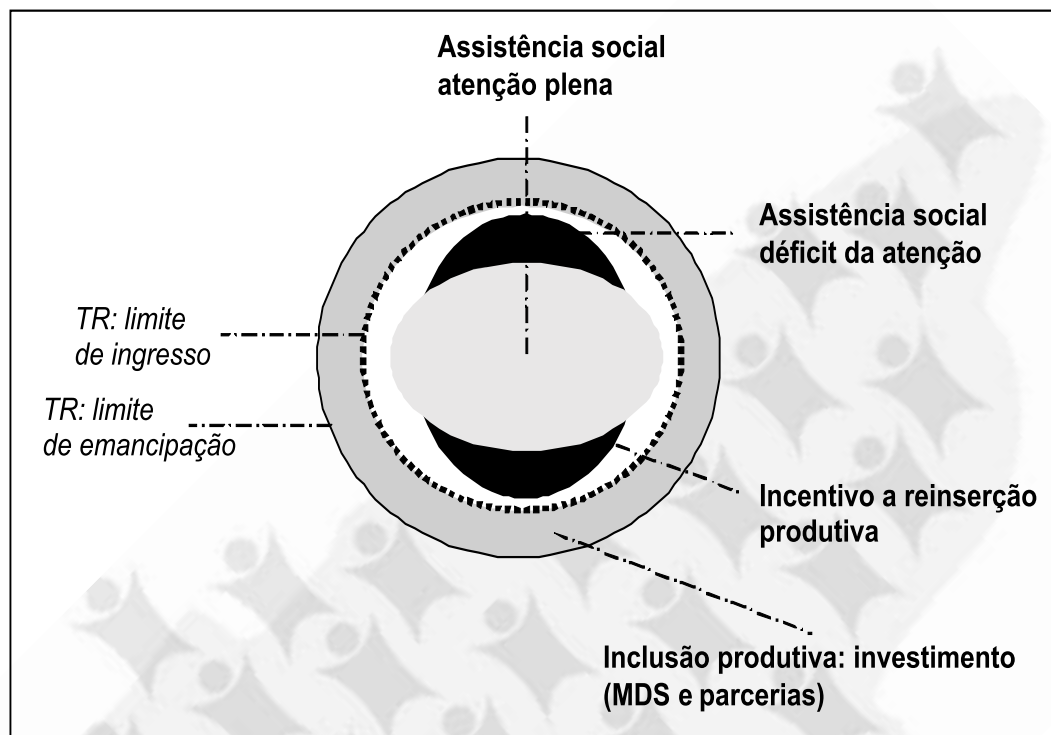 Assistência social
atenção plena
Assistência social
déficit da atenção
TR: limite
de ingresso
TR: limite
de emancipação
Incentivo a reinserção
produtiva
Inclusão produtiva: investimento
(MDS e parcerias)